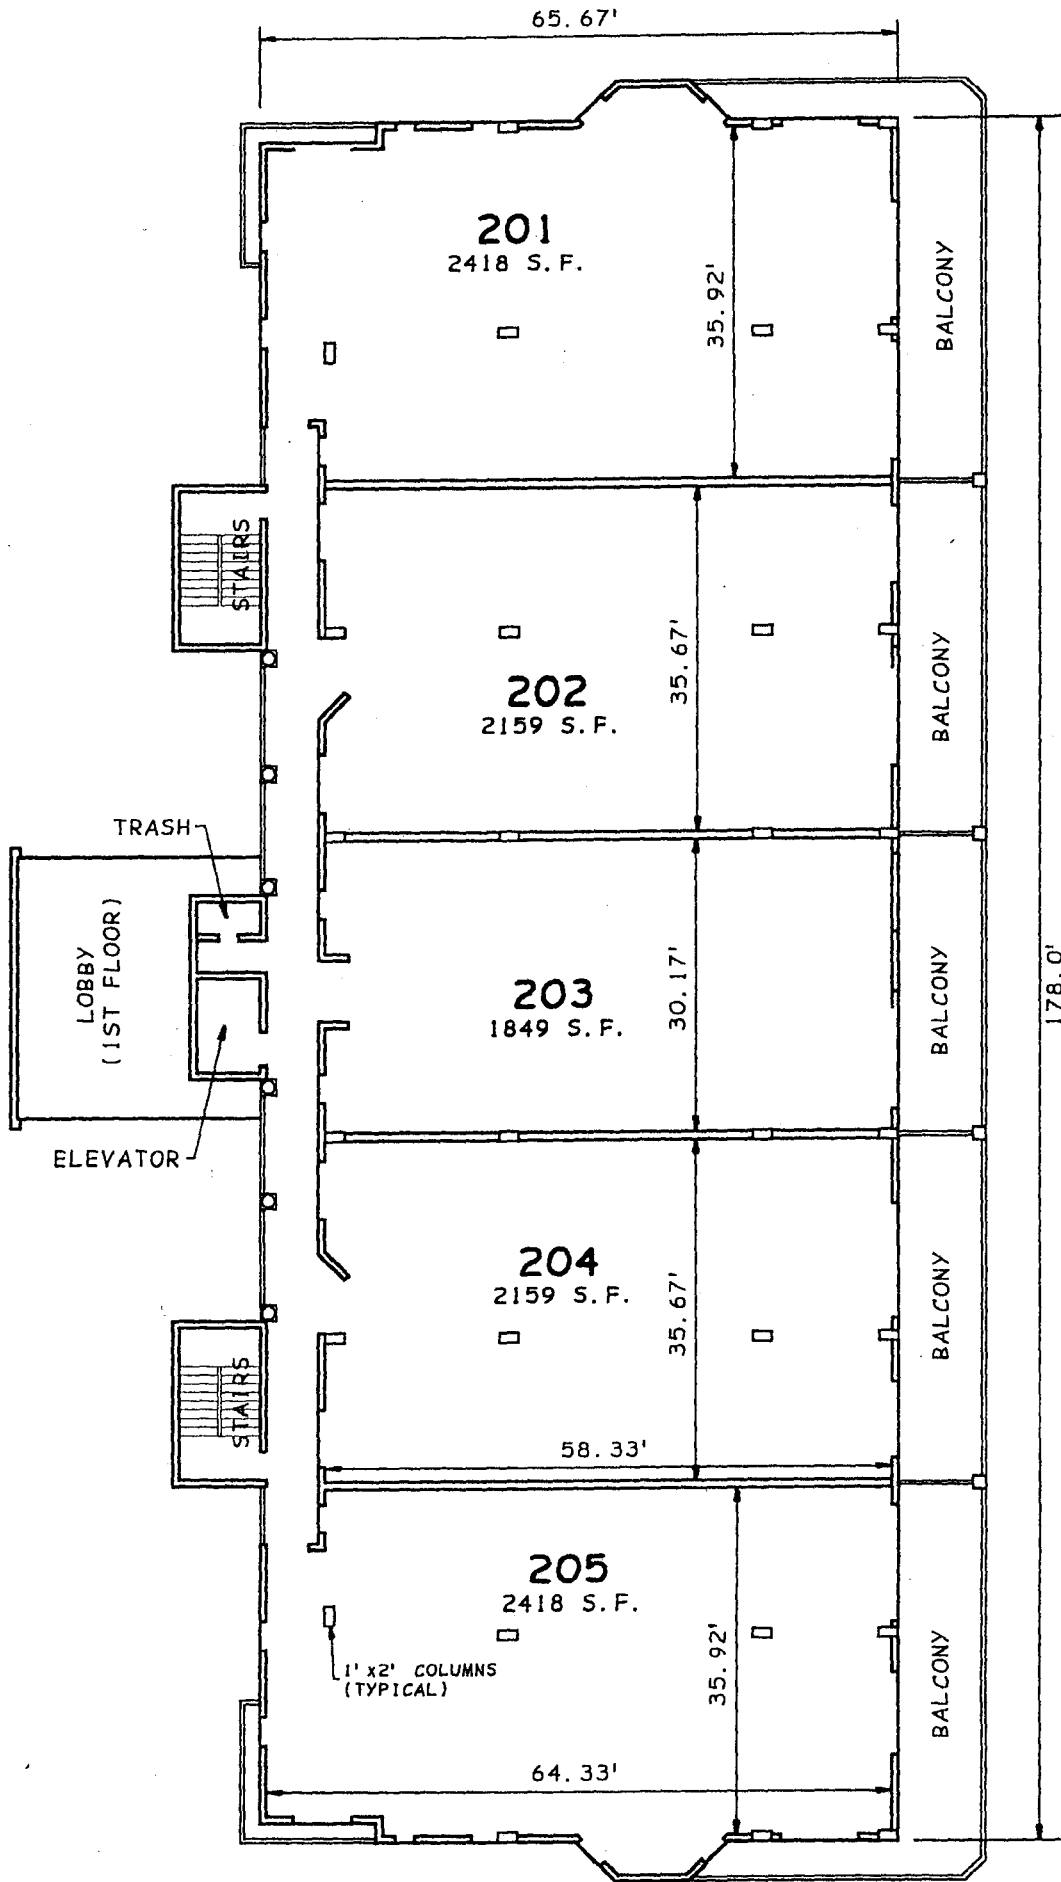 65.67'
201
2418 S.F.
35.92'
BALCONY
STAIRS
202
2159 S.F.
35.67'
BALCONY
TRASH
LOBBY
(1ST FLOOR)
203
1849 S.F.
30.17'
BALCONY
178.0'
ELEVATOR
204
2159 S.F.
35.67'
BALCONY
STAIRS
58.33'
205
2418 S.F.
1'x2' COLUMNS
(TYPICAL)
35.92'
BALCONY
64.33'